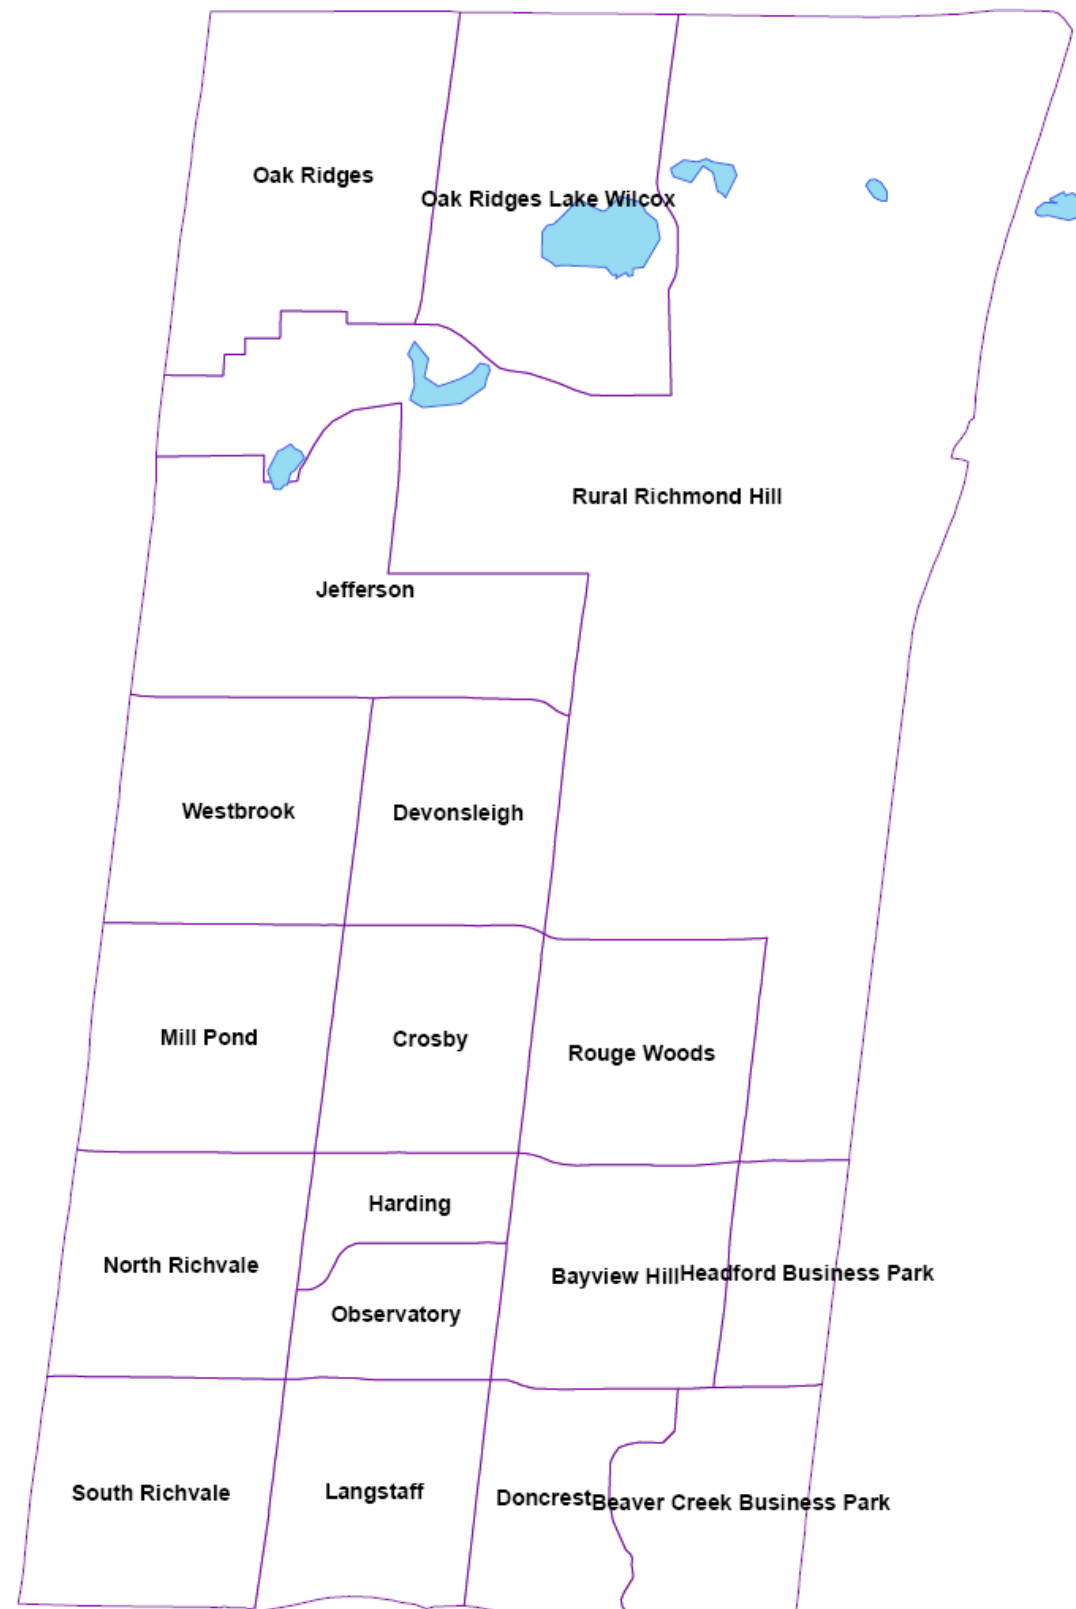 Oak Ridges
Oak Ridges Lake Wilcox
Rural Richmond Hill
Jefferson
Westbrook
Devonsleigh
Mill Pond
Crosby
Rouge Woods
Harding
North Richvale
Bayview Hill
Headford Business Park
Observatory
South Richvale
Langstaff
Doncrest
Beaver Creek Business Park